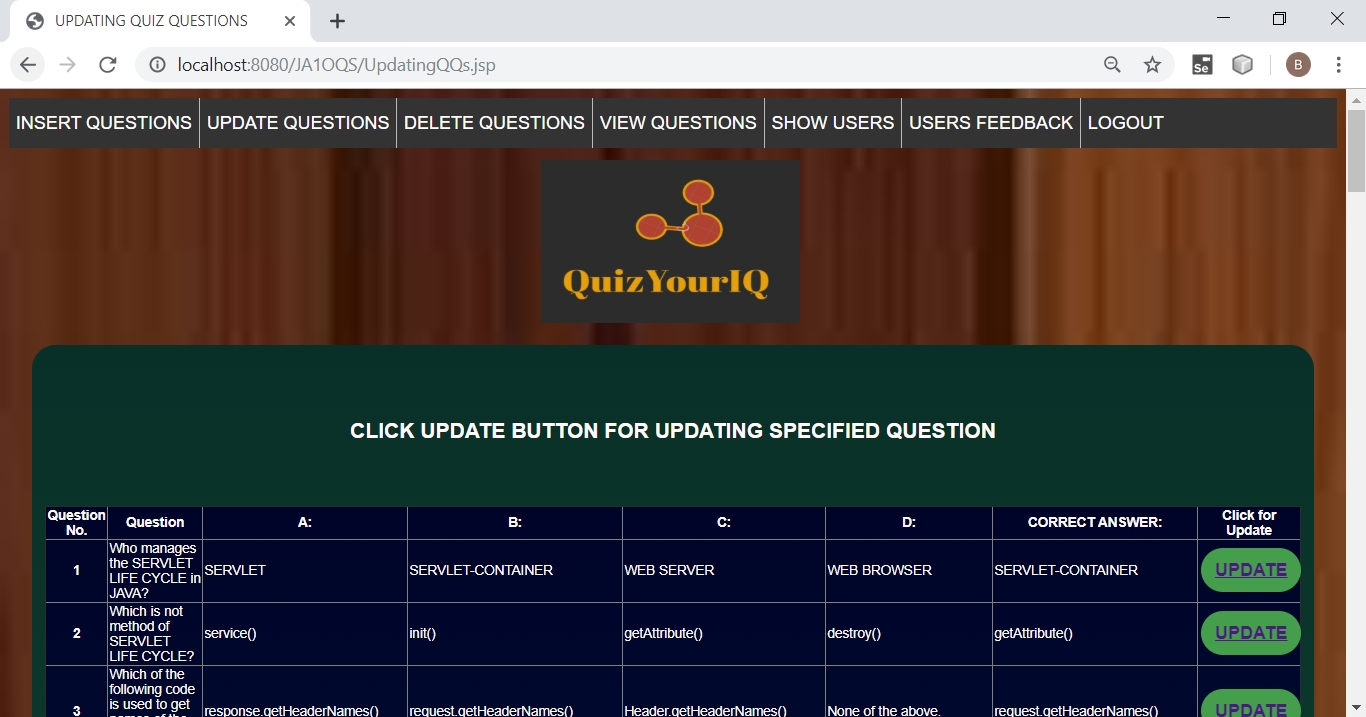 UPDATING QUIZ QUESTIONS
localhost:8080/JA1OQS/UpdatingQQs.jsp
Se
B
INSERT QUESTIONS UPDATE QUESTIONS DELETE QUESTIONS VIEW QUESTIONS SHOW USERS USERS FEEDBACK LOGOUT
QuizYourIQ
CLICK UPDATE BUTTON FOR UPDATING SPECIFIED QUESTION
Question No. Question A: B: C: D: CORRECT ANSWER: Click for Update
1 Who manages the SERVLET LIFE CYCLE in JAVA? SERVLET SERVLET-CONTAINER WEB SERVER WEB BROWSER SERVLET-CONTAINER UPDATE
2 Which is not method of SERVLET LIFE CYCLE? service() init() getAttribute() destroy() getAttribute() UPDATE
3 Which of the following code is used to get response.getHeaderNames() request.getHeaderNames() Header.getHeaderNames() None of the above. request.getHeaderNames() UPDATE